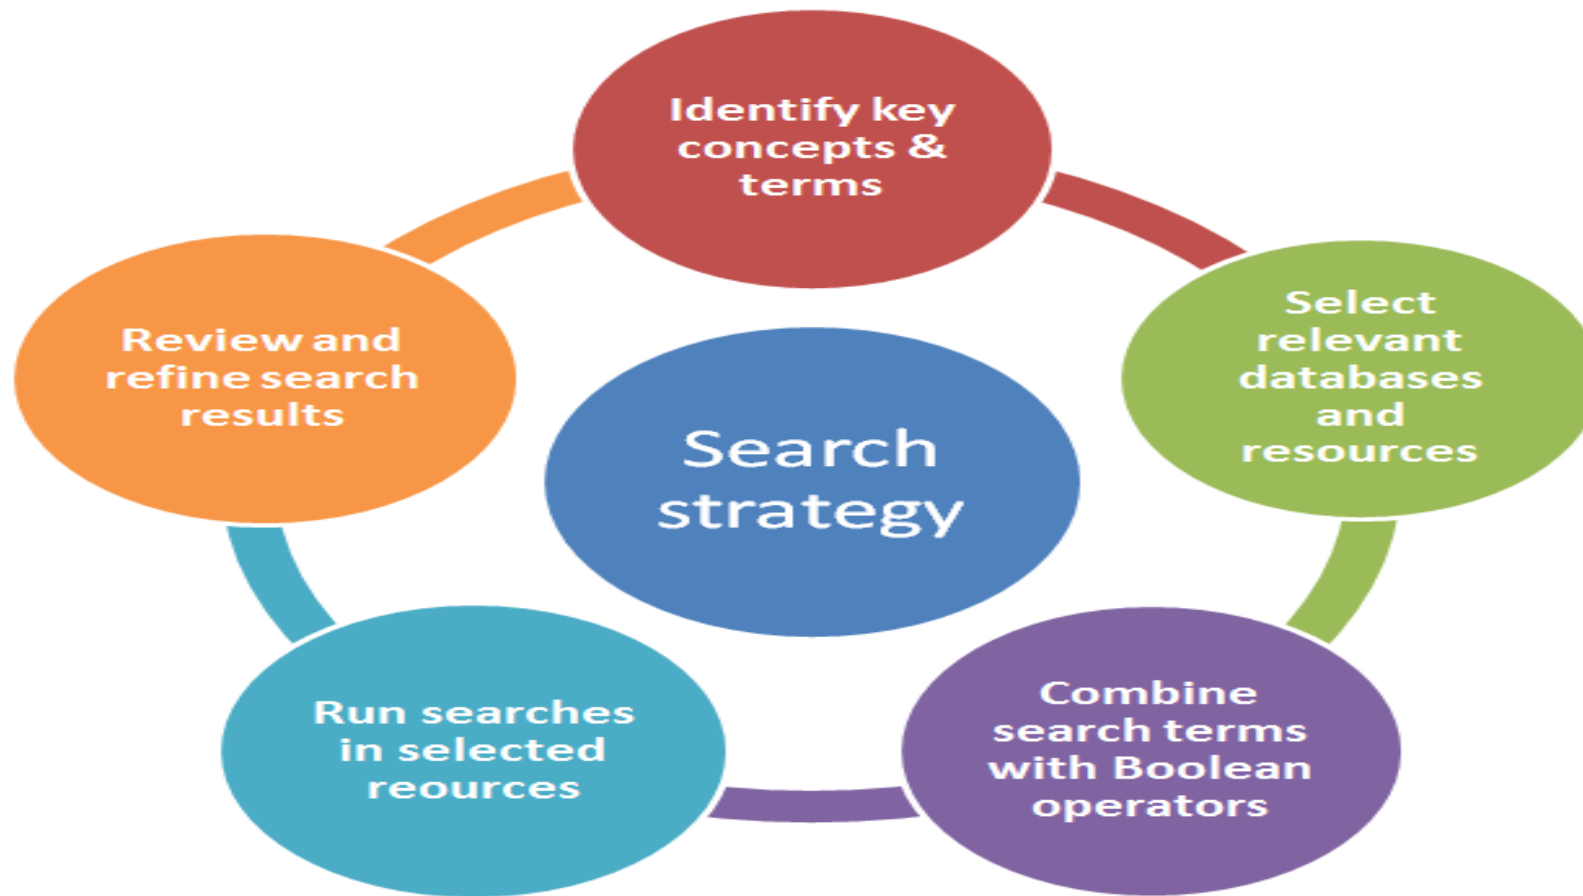 Identify key
concepts &
terms
Select
relevant
databases
and
resources
Combine
search terms
with Boolean
operators
Run searches
in selected
reources
Review and
refine search
results
Search
strategy